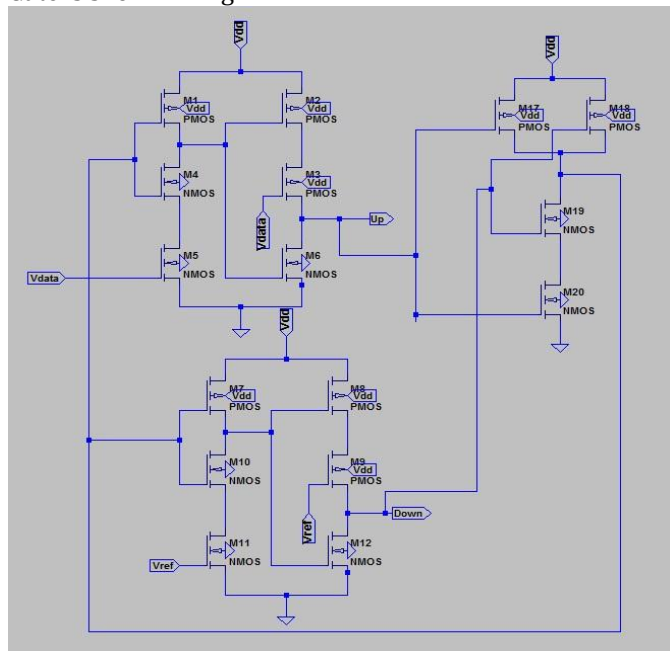 Vdd
Vdd
M1
Vdd
PMOS
M2
Vdd
PMOS
M17
Vdd
PMOS
M18
Vdd
PMOS
M4
NMOS
M3
Vdd
PMOS
Vdata
Up
M19
NMOS
M5
NMOS
M6
NMOS
Vdata
M20
NMOS
Vdd
M7
Vdd
PMOS
M8
Vdd
PMOS
M10
NMOS
M9
Vdd
PMOS
Vref
Down
M11
NMOS
M12
NMOS
Vref